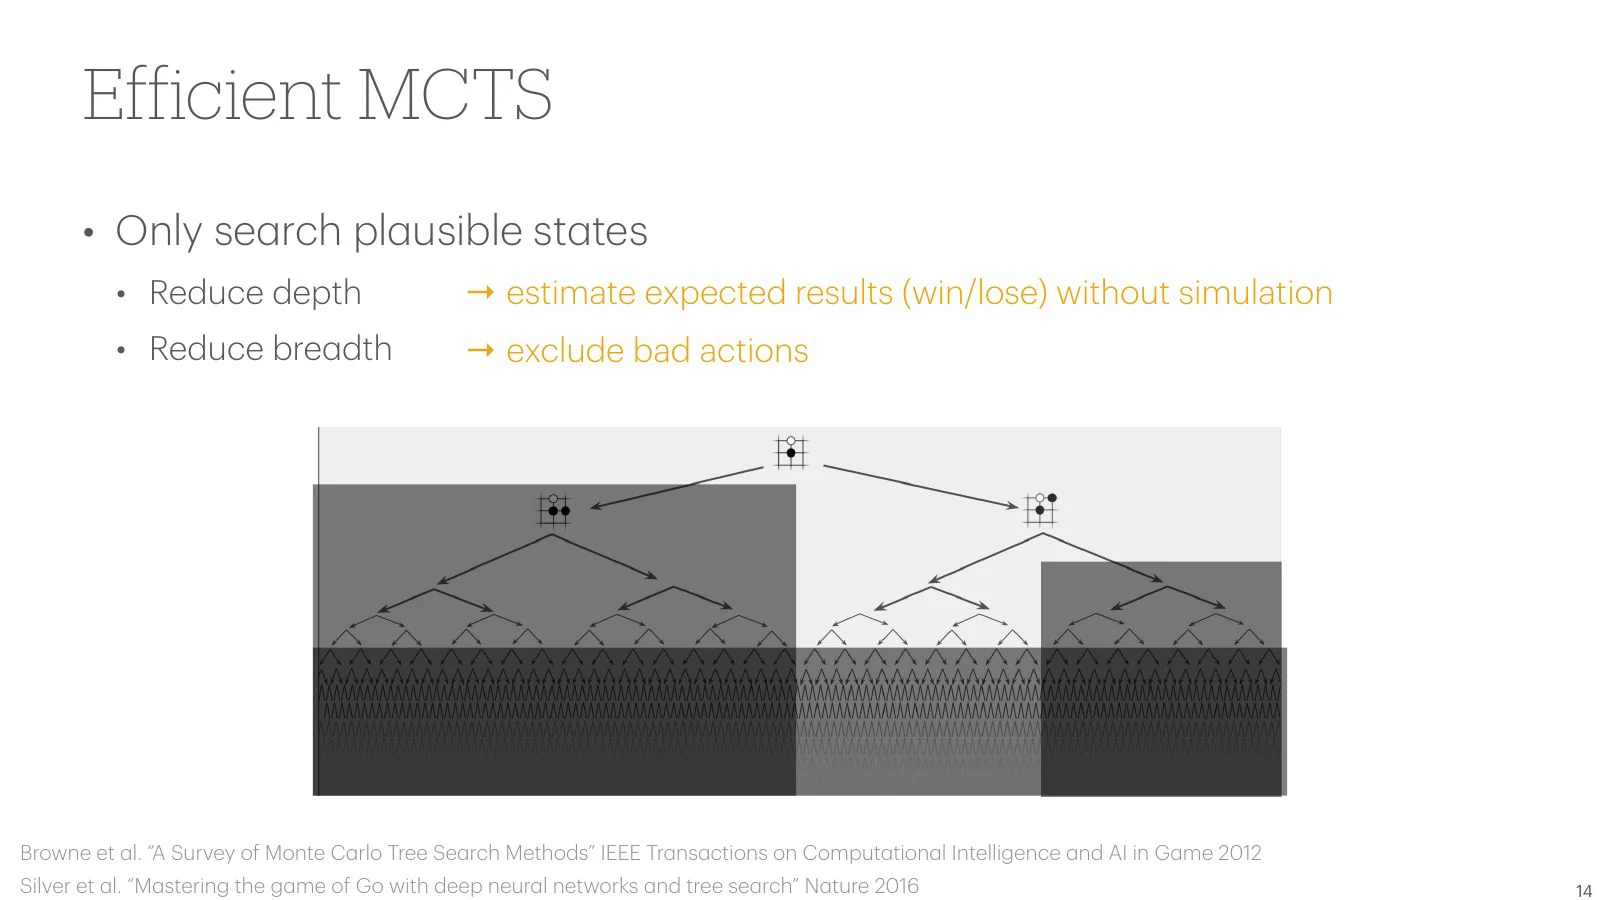 Efficient MCTS
• Only search plausible states
• Reduce depth → estimate expected results (win/lose) without simulation
• Reduce breadth → exclude bad actions
Browne et al. “A Survey of Monte Carlo Tree Search Methods” IEEE Transactions on Computational Intelligence and AI in Game 2012
Silver et al. “Mastering the game of Go with deep neural networks and tree search” Nature 2016
14